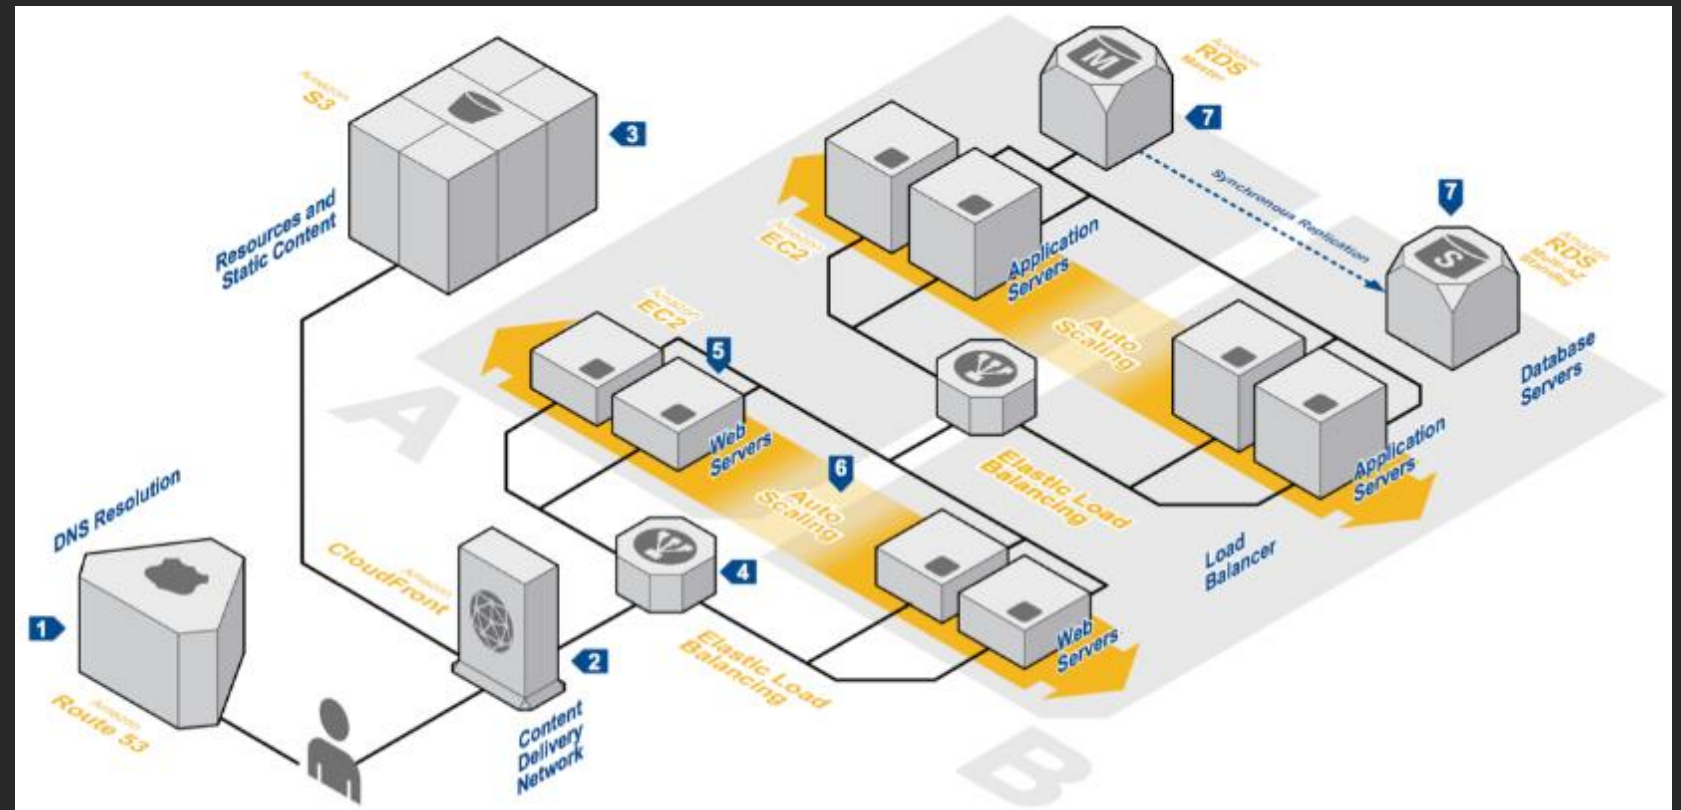 Amazon
S3
3
Resources and
Static Content
Amazon
RDS
Master
M
7
Synchronous Replication
7
S
Amazon
RDS
Multi-AZ
Standby
Database
Servers
Amazon
EC2
Application
Servers
Auto
Scaling
Application
Servers
Amazon
EC2
5
Web
Servers
6
Auto
Scaling
Elastic Load
Balancing
Load
Balancer
Web
Servers
A
B
DNS Resolution
1
Amazon
Route 53
Amazon
CloudFront
2
Content
Delivery
Network
4
Elastic Load
Balancing